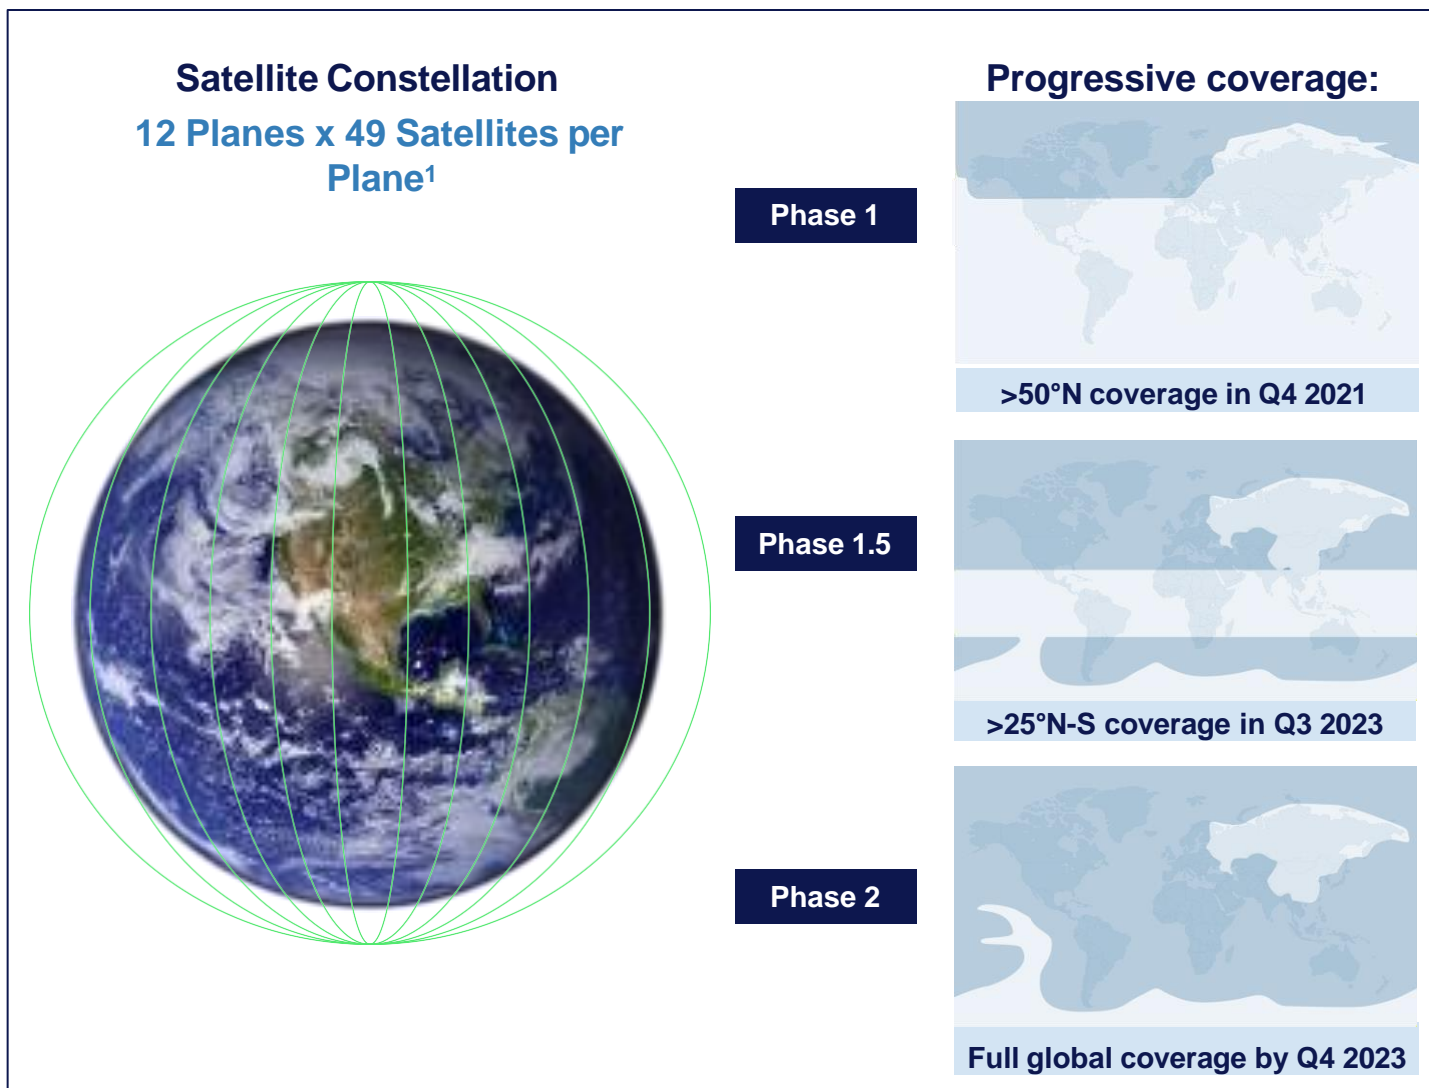 Satellite Constellation
12 Planes x 49 Satellites per
Plane¹
Progressive coverage:
Phase 1
>50°N coverage in Q4 2021
Phase 1.5
>25°N-S coverage in Q3 2023
Phase 2
Full global coverage by Q4 2023